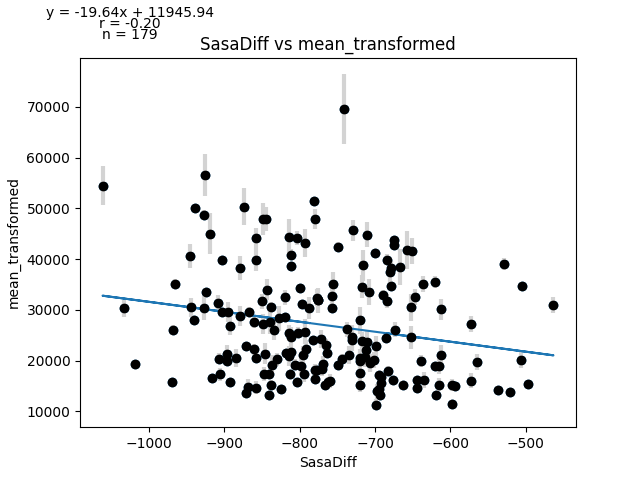 y = -19.64x + 11945.94
r = -0.20
n = 179
SasaDiff vs mean_transformed
70000
60000
50000
40000
30000
20000
10000
mean_transformed
−1000
−900
−800
−700
−600
−500
SasaDiff